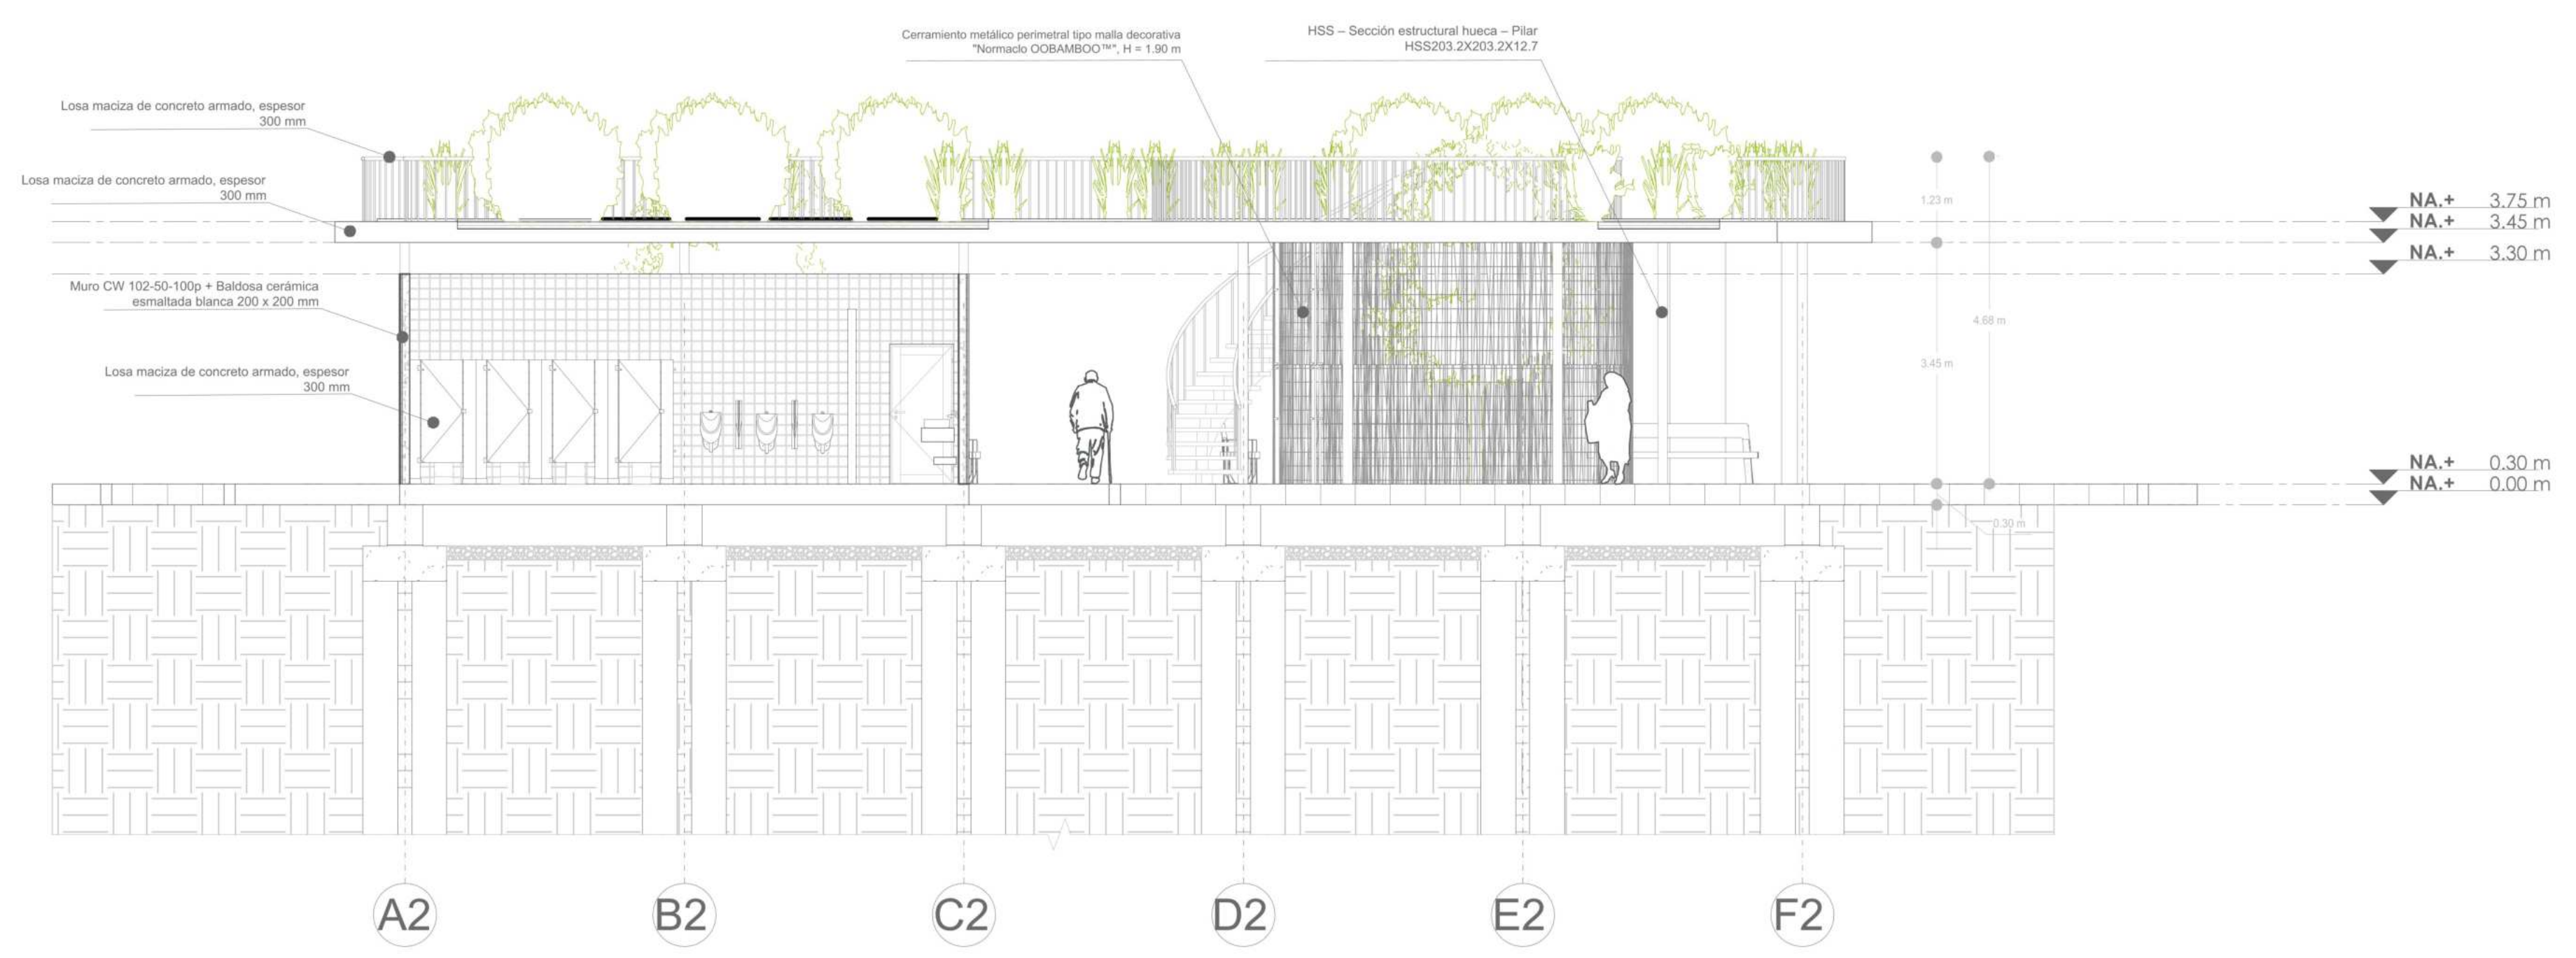 Cerramiento metálico perimetral tipo malla decorativa
"Normaclo OOBAMBOO™", H = 1.90 m
HSS – Sección estructural hueca – Pilar
HSS203.2X203.2X12.7
Losa maciza de concreto armado, espesor
300 mm
Losa maciza de concreto armado, espesor
300 mm
Muro CW 102-50-100p + Baldosa cerámica
esmaltada blanca 200 x 200 mm
Losa maciza de concreto armado, espesor
300 mm
1.23 m
4.68 m
3.45 m
0.30 m
NA.+ 3.75 m
NA.+ 3.45 m
NA.+ 3.30 m
NA.+ 0.30 m
NA.+ 0.00 m
A2
B2
C2
D2
E2
F2